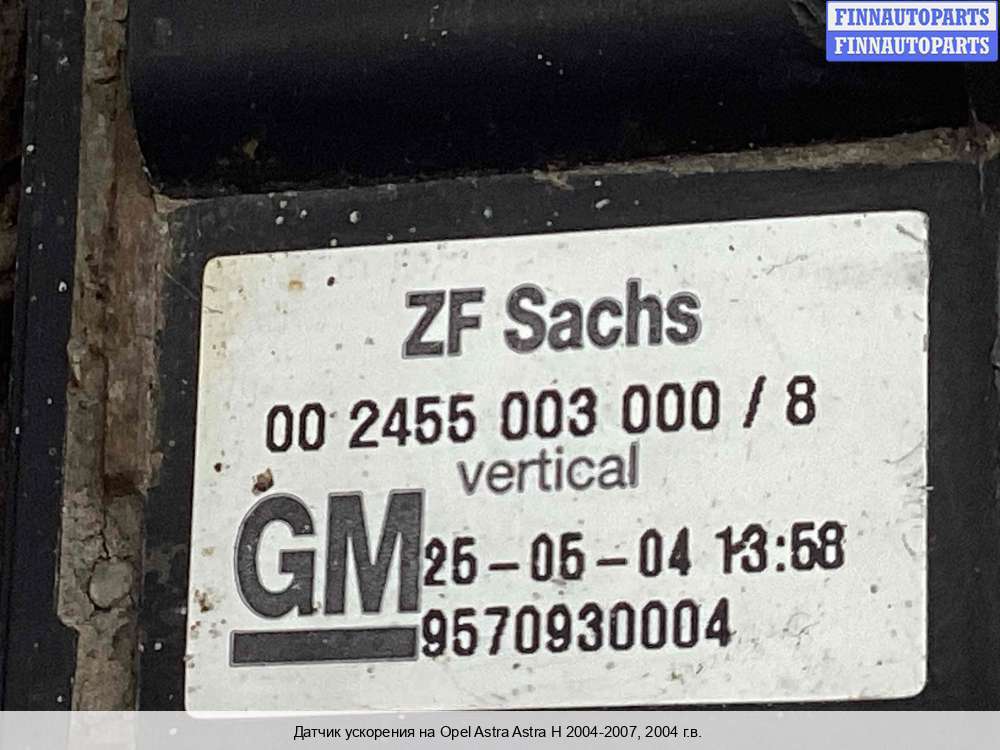 FINNAUTOPARTS
FINNAUTOPARTS
ZF Sachs
00 2455 003 000 / 8
vertical
GM
25-05-04 13:58
9570930004
Датчик ускорения на Opel Astra Astra H 2004-2007, 2004 г.в.